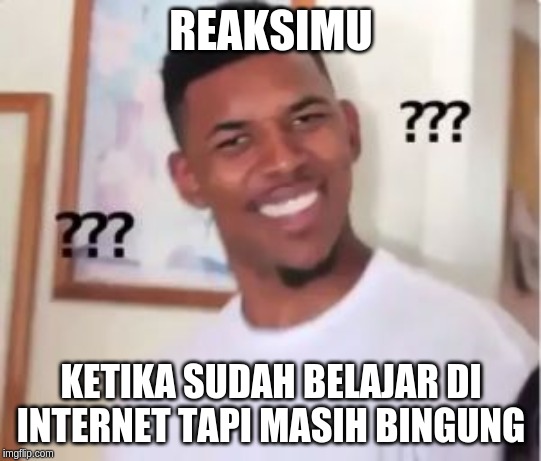 REAKSIMU
???
???
KETIKA SUDAH BELAJAR DI
INTERNET TAPI MASIH BINGUNG
imgflip.com